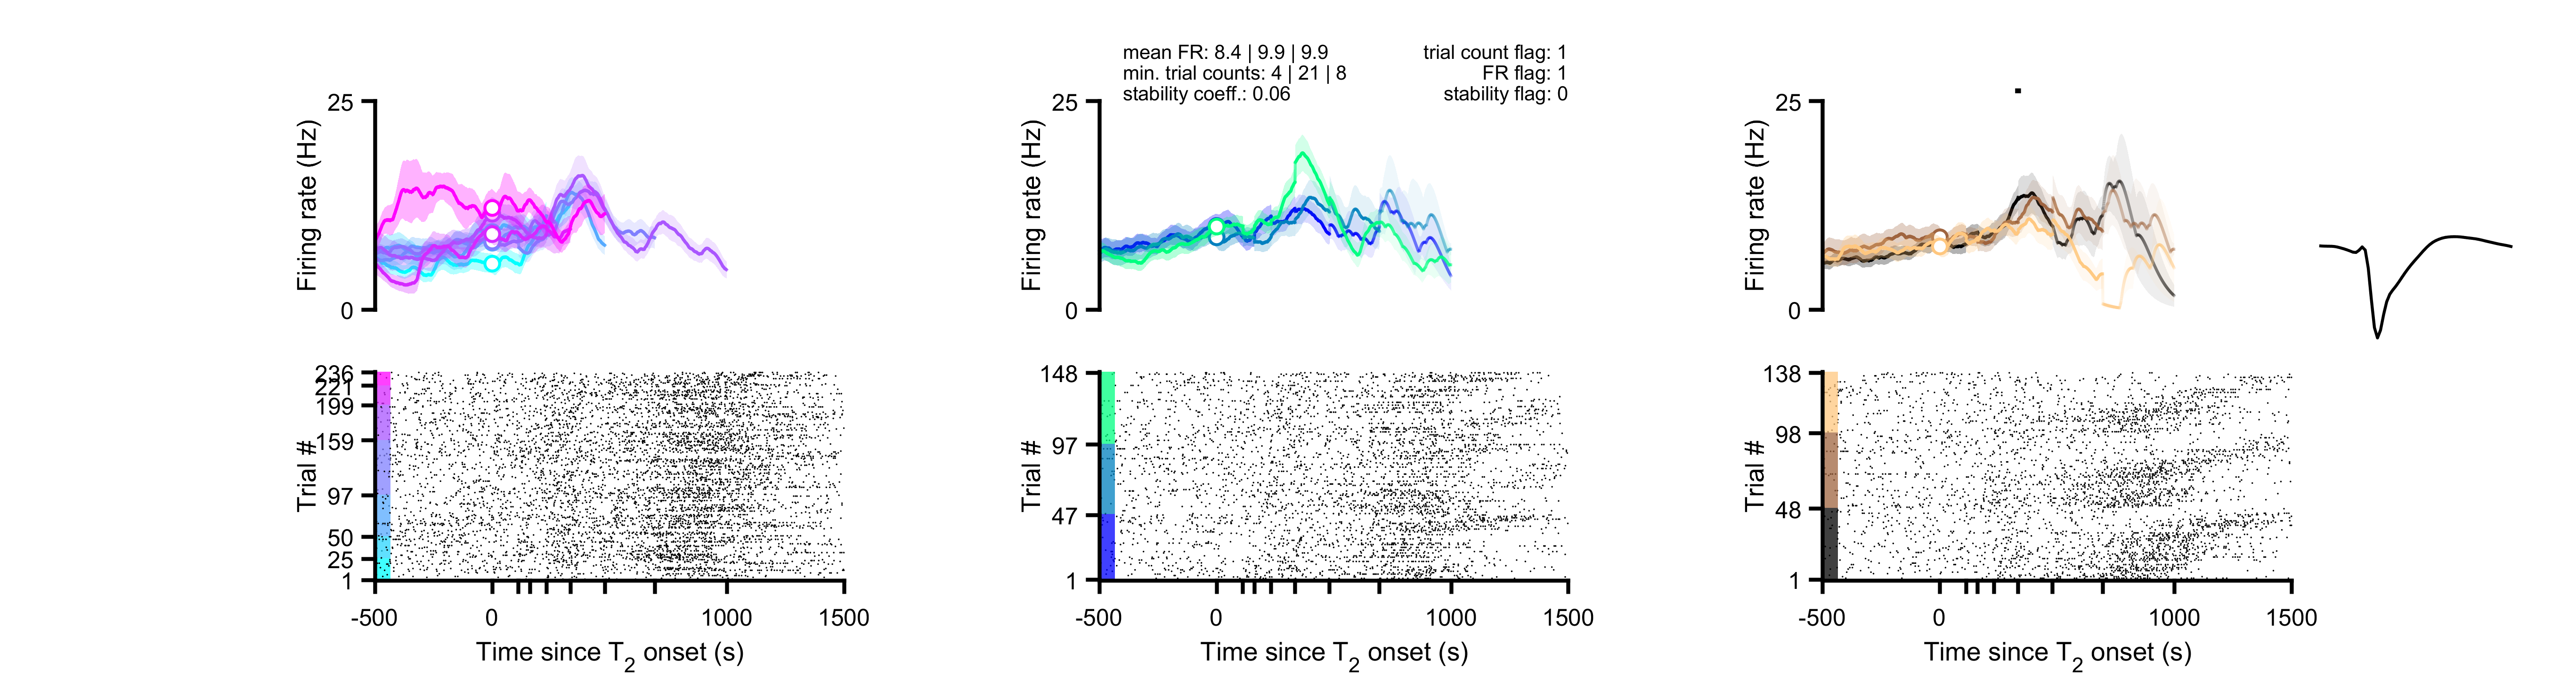 mean FR: 8.4 | 9.9 | 9.9
trial count flag: 1
min. trial counts: 4 | 21 | 8
FR flag: 1
stability coeff.: 0.06
stability flag: 0
25
Firing rate (Hz)
0
25
Firing rate (Hz)
0
25
Firing rate (Hz)
0
236
221
199
159
97
50
25
1
Trial #
-500
0
1000
1500
Time since T2 onset (s)
148
97
47
1
Trial #
-500
0
1000
1500
Time since T2 onset (s)
138
98
48
1
Trial #
-500
0
1000
1500
Time since T2 onset (s)